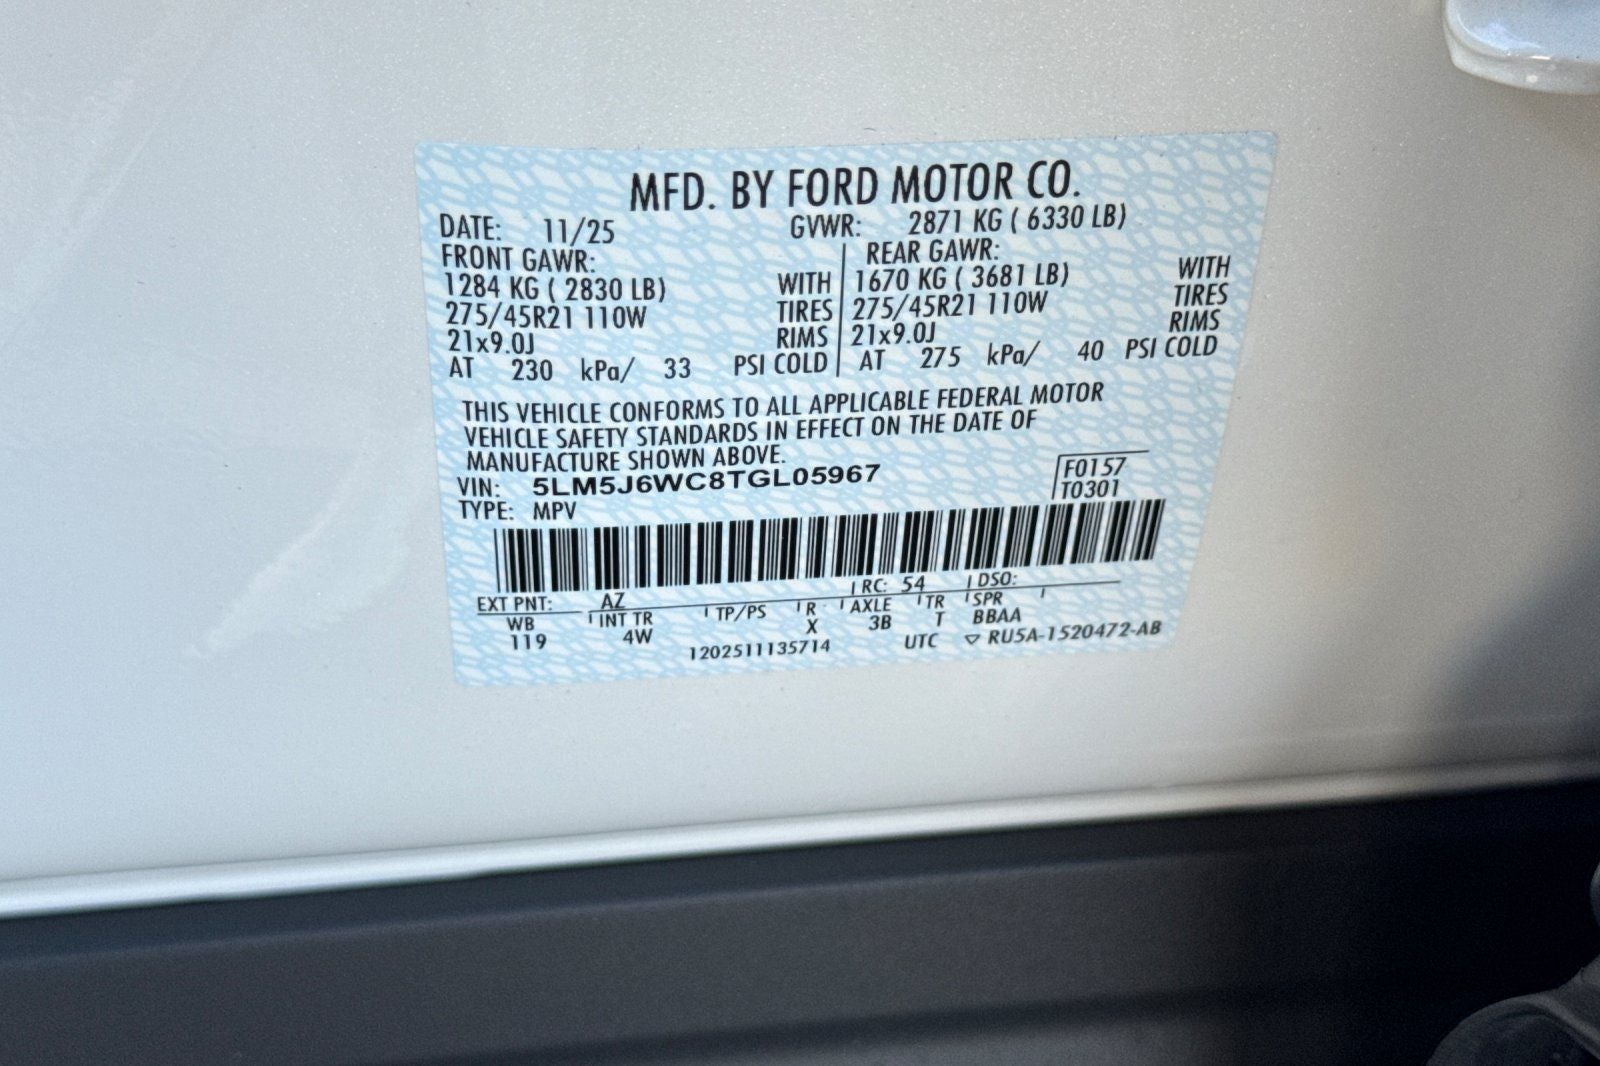 MFD. BY FORD MOTOR CO.
DATE: 11/25 GVWR: 2871 KG ( 6330 LB)
FRONT GAWR: REAR GAWR:
1284 KG ( 2830 LB) WITH 1670 KG ( 3681 LB) WITH
275/45R21 110W TIRES 275/45R21 110W TIRES
21x9.0J RIMS 21x9.0J RIMS
AT 230 kPa/ 33 PSI COLD AT 275 kPa/ 40 PSI COLD
THIS VEHICLE CONFORMS TO ALL APPLICABLE FEDERAL MOTOR
VEHICLE SAFETY STANDARDS IN EFFECT ON THE DATE OF
MANUFACTURE SHOWN ABOVE.
VIN: 5LM5J6WC8TGL05967 F0157
TYPE: MPV T0301
EXT PNT: AZ RC: 54 DSO:
WB INT TR TP/PS R AXLE TR SPR
119 4W X 3B T BBAA
1202511135714 UTC ▽ RU5A-1520472-AB